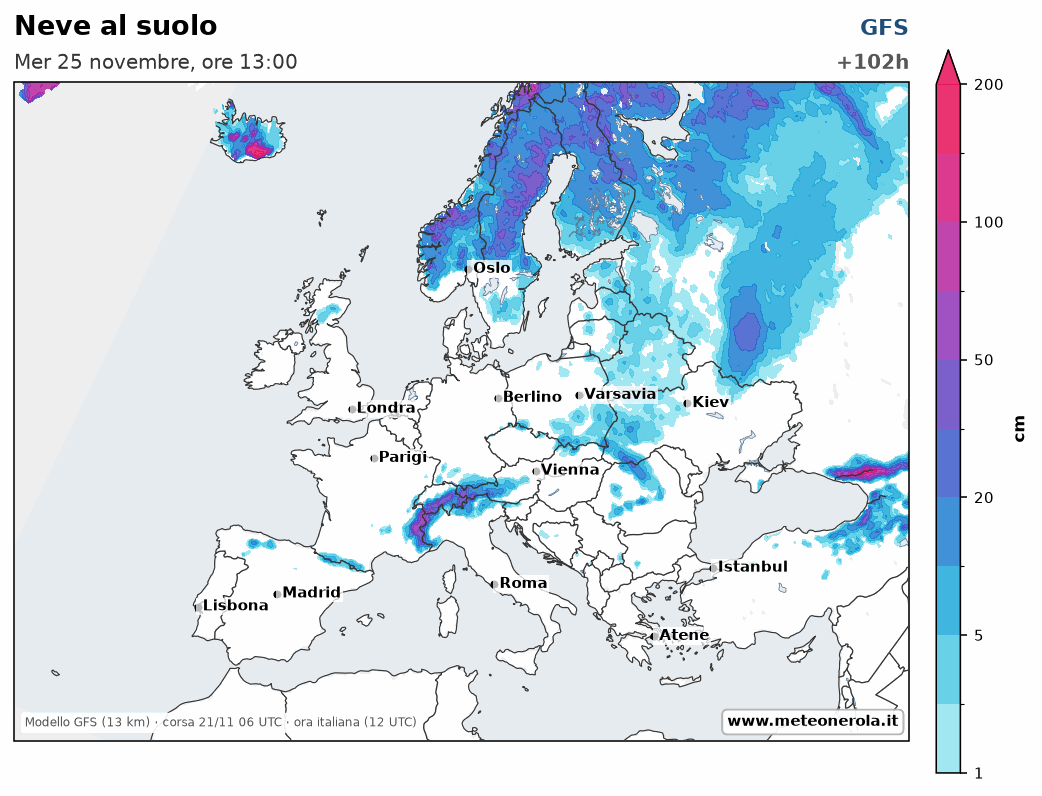 Neve al suolo
GFS
Mer 25 novembre, ore 13:00
+102h
200
100
50
20
5
1
cm
Oslo
Londra
Berlino
Varsavia
Kiev
Parigi
Vienna
Istanbul
Roma
Madrid
Lisbona
Atene
Modello GFS (13 km) · corsa 21/11 06 UTC · ora italiana (12 UTC)
www.meteonerola.it